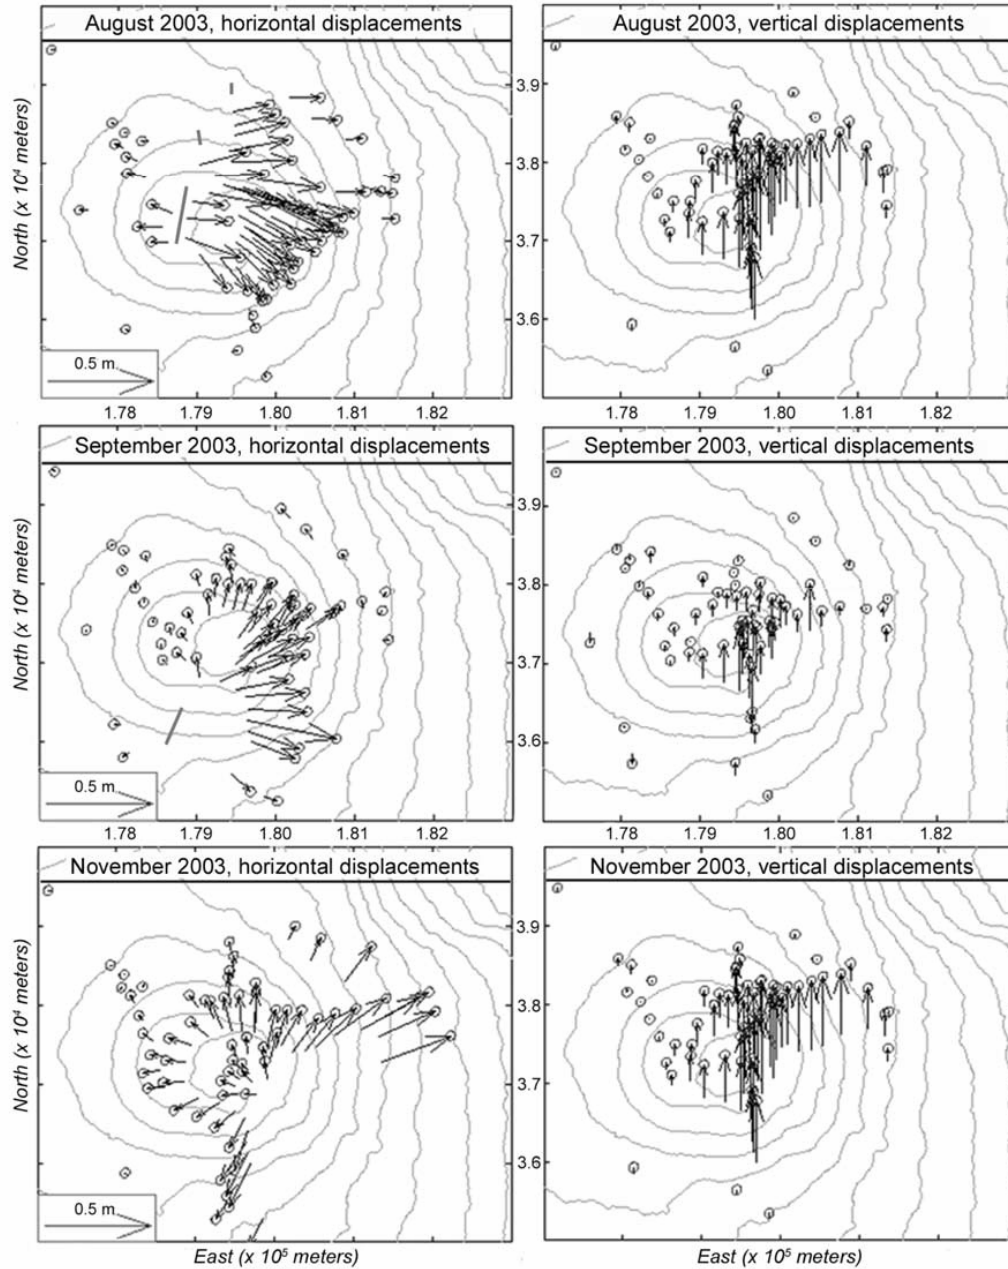 August 2003, horizontal displacements
August 2003, vertical displacements
North (x 10⁴ meters)
3.9
3.8
3.7
3.6
0.5 m.
1.78 1.79 1.80 1.81 1.82
1.78 1.79 1.80 1.81 1.82
September 2003, horizontal displacements
September 2003, vertical displacements
North (x 10⁴ meters)
3.9
3.8
3.7
3.6
0.5 m.
1.78 1.79 1.80 1.81 1.82
1.78 1.79 1.80 1.81 1.82
November 2003, horizontal displacements
November 2003, vertical displacements
North (x 10⁴ meters)
3.9
3.8
3.7
3.6
0.5 m.
East (x 10⁵ meters)
East (x 10⁵ meters)